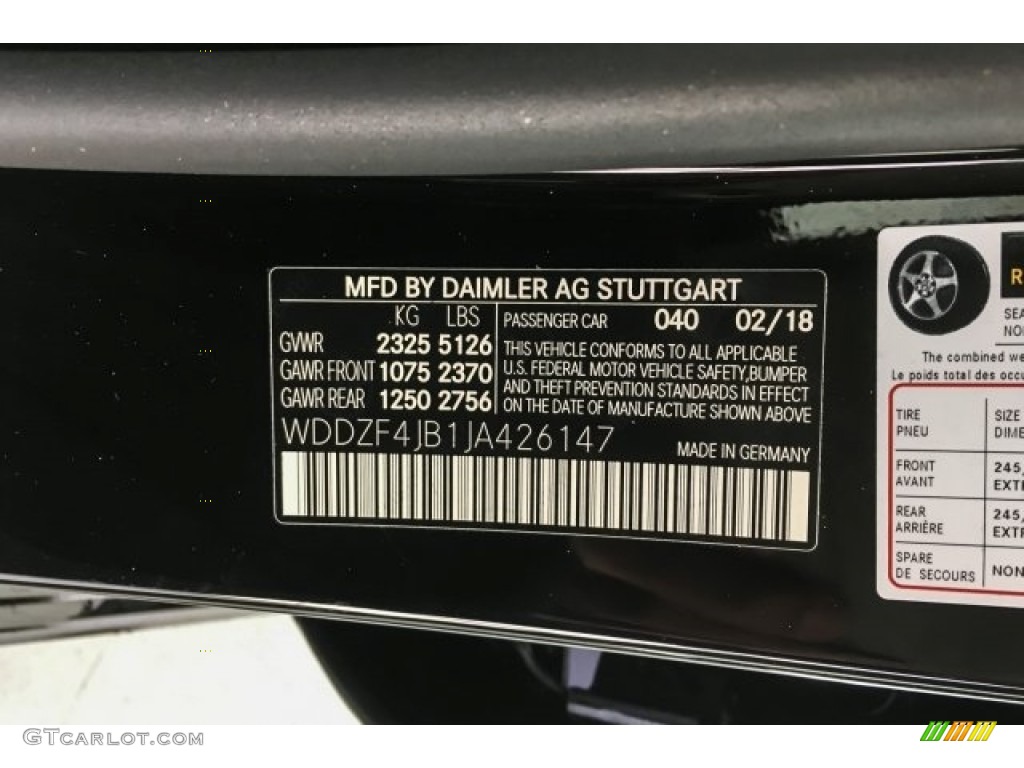 MFD BY DAIMLER AG STUTTGART
KG LBS
GVWR 2325 5126
GAWR FRONT 1075 2370
GAWR REAR 1250 2756
PASSENGER CAR 040 02/18
THIS VEHICLE CONFORMS TO ALL APPLICABLE
U.S. FEDERAL MOTOR VEHICLE SAFETY,BUMPER
AND THEFT PREVENTION STANDARDS IN EFFECT
ON THE DATE OF MANUFACTURE SHOWN ABOVE
WDDZF4JB1JA426147
MADE IN GERMANY
The combined
Le poids total des
TIRE SIZE
PNEU
FRONT 245,
AVANT
REAR 245,
ARRIÈRE
SPARE
DE SECOURS NON
GTCARLOT.COM